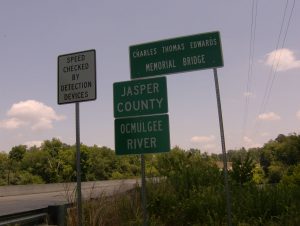 SPEED
CHECKED
BY
DETECTION
DEVICES
CHARLES THOMAS EDWARDS
MEMORIAL BRIDGE
JASPER
COUNTY
OCMULGEE
RIVER